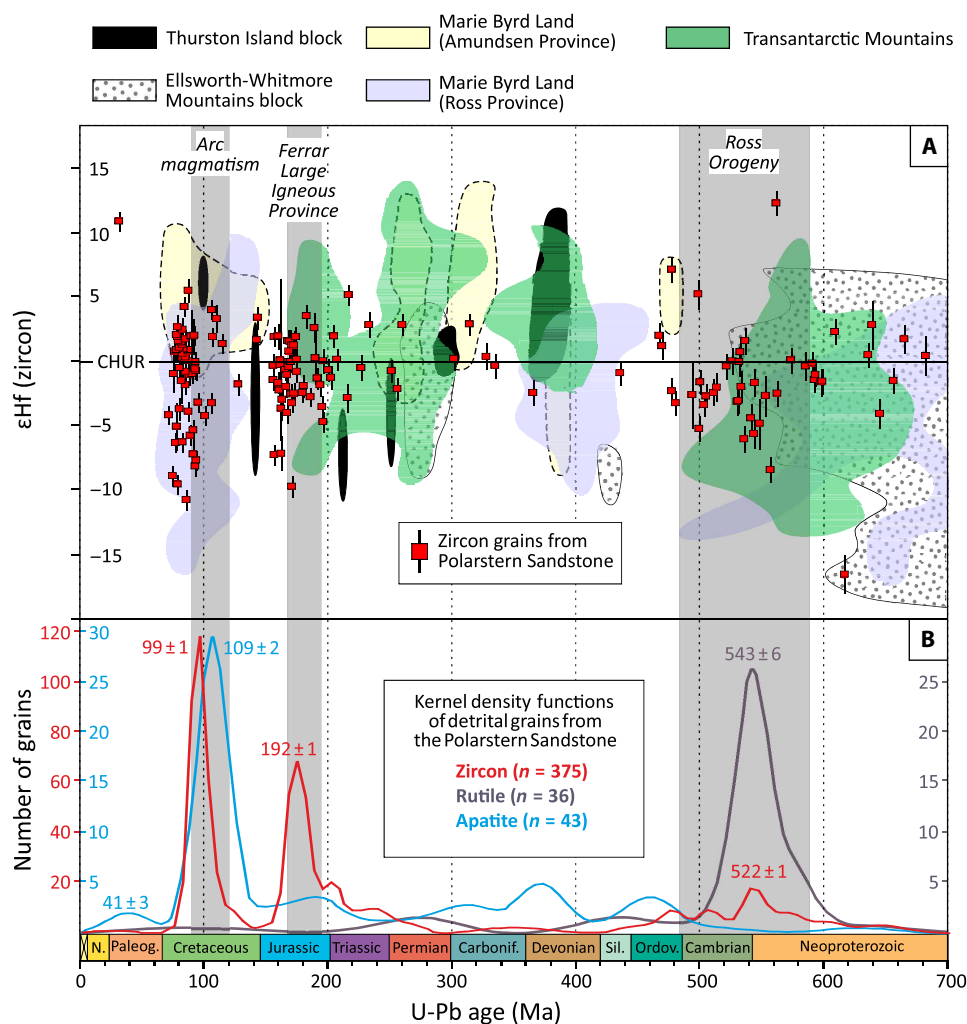 Thurston Island block
Marie Byrd Land
(Amundsen Province)
Transantarctic Mountains
Ellsworth-Whitmore
Mountains block
Marie Byrd Land
(Ross Province)
A
Arc
magmatism
Ferrar
Large
Igneous
Province
Ross
Orogeny
εHf (zircon)
15
10
5
CHUR
−5
−10
−15
Zircon grains from
Polarstern Sandstone
B
Number of grains
120
100
80
60
40
20
30
25
20
15
10
5
25
15
5
99 ± 1
109 ± 2
192 ± 1
543 ± 6
522 ± 1
41 ± 3
Kernel density functions
of detrital grains from
the Polarstern Sandstone
Zircon (n = 375)
Rutile (n = 36)
Apatite (n = 43)
N. Paleog. Cretaceous Jurassic Triassic Permian Carbonif. Devonian Sil. Ordov. Cambrian Neoproterozoic
0 100 200 300 400 500 600 700
U-Pb age (Ma)